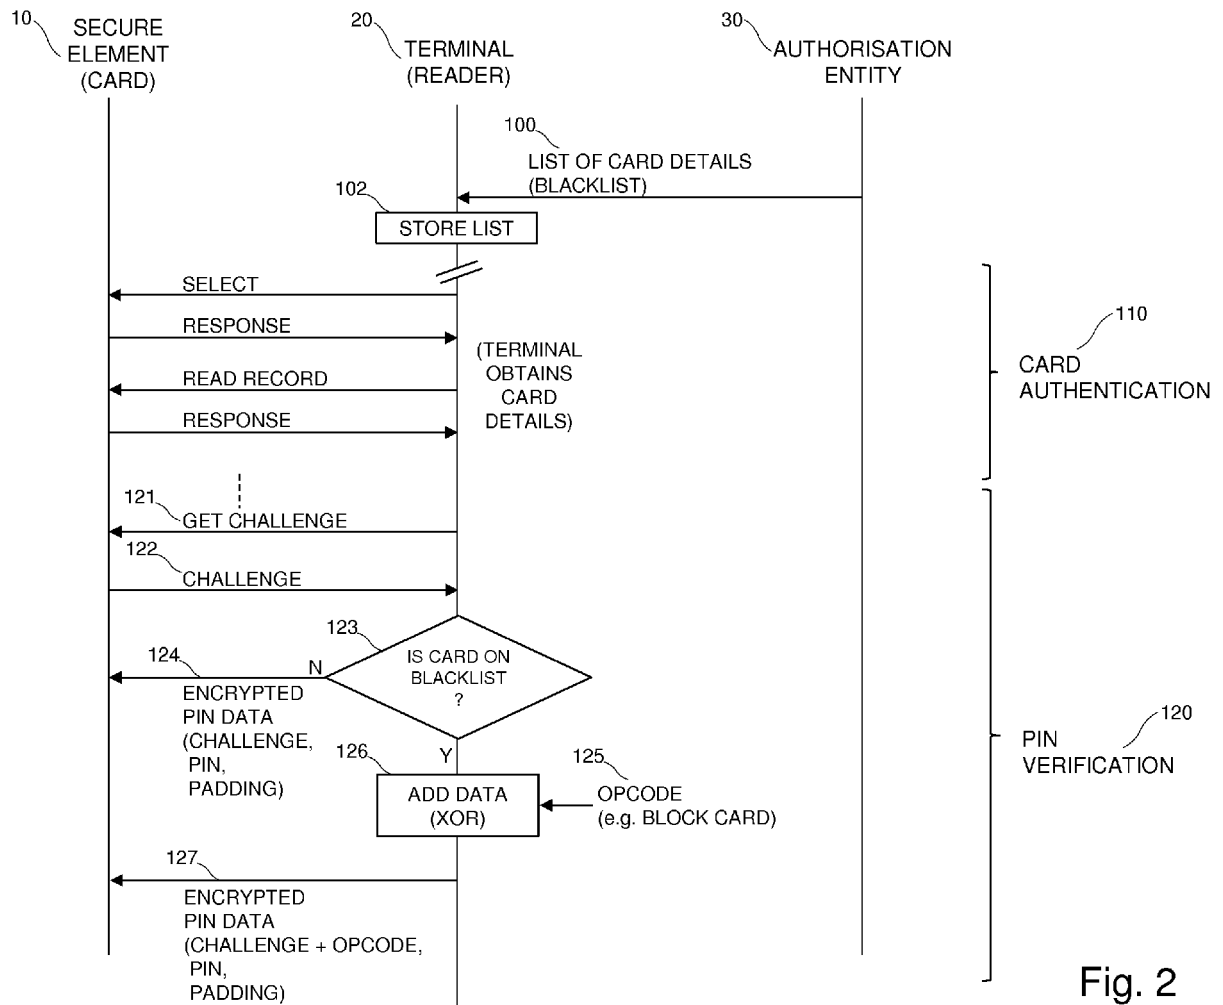 10
SECURE
ELEMENT
(CARD)
20
TERMINAL
(READER)
30
AUTHORISATION
ENTITY
100
LIST OF CARD DETAILS
(BLACKLIST)
102
STORE LIST
SELECT
RESPONSE
READ RECORD
RESPONSE
(TERMINAL
OBTAINS
CARD
DETAILS)
110
CARD
AUTHENTICATION
121
GET CHALLENGE
122
CHALLENGE
123
IS CARD ON
BLACKLIST
?
124
N
ENCRYPTED
PIN DATA
(CHALLENGE,
PIN,
PADDING)
Y
126
ADD DATA
(XOR)
125
OPCODE
(e.g. BLOCK CARD)
120
PIN
VERIFICATION
127
ENCRYPTED
PIN DATA
(CHALLENGE + OPCODE,
PIN,
PADDING)
Fig. 2